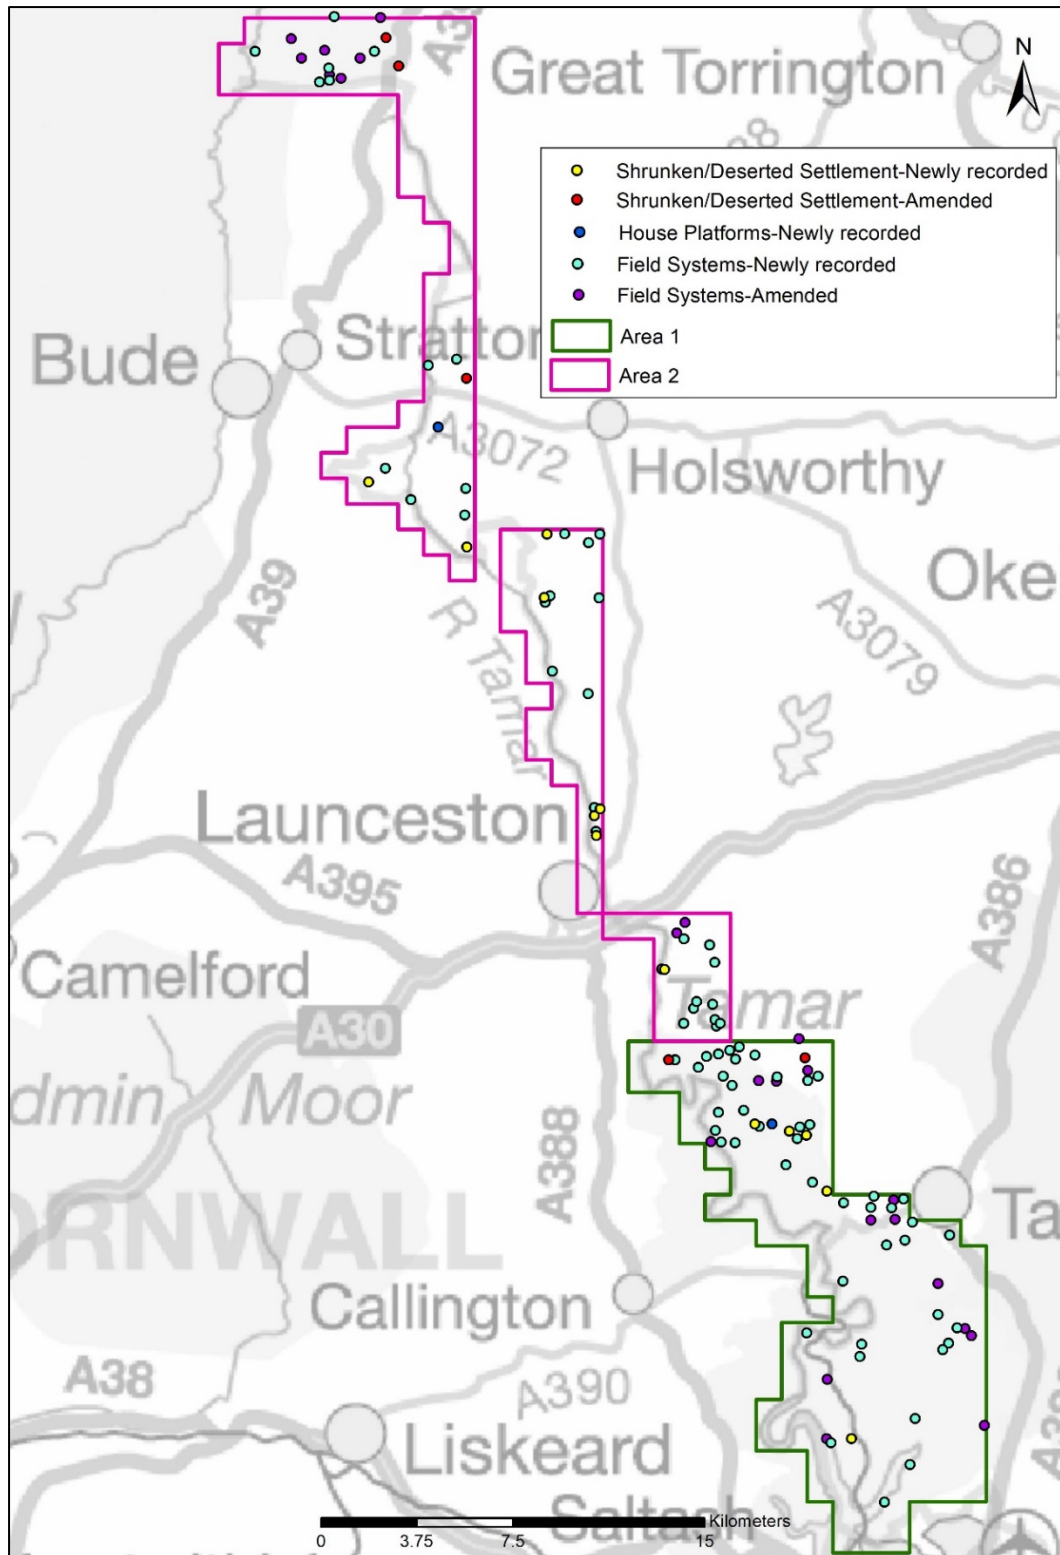 Great Torrington
N
Shrunken/Deserted Settlement-Newly recorded
Shrunken/Deserted Settlement-Amended
House Platforms-Newly recorded
Field Systems-Newly recorded
Field Systems-Amended
Area 1
Area 2
Bude
Stratton
A3072
Holsworthy
A39
R Tamar
Oke
A3079
Launceston
A395
A386
Camelford
A30
Tamar
dmin Moor
A388
ORNWALL
Ta
Callington
A38
A390
Liskeard
Saltash
Kilometers
0 3.75 7.5 15